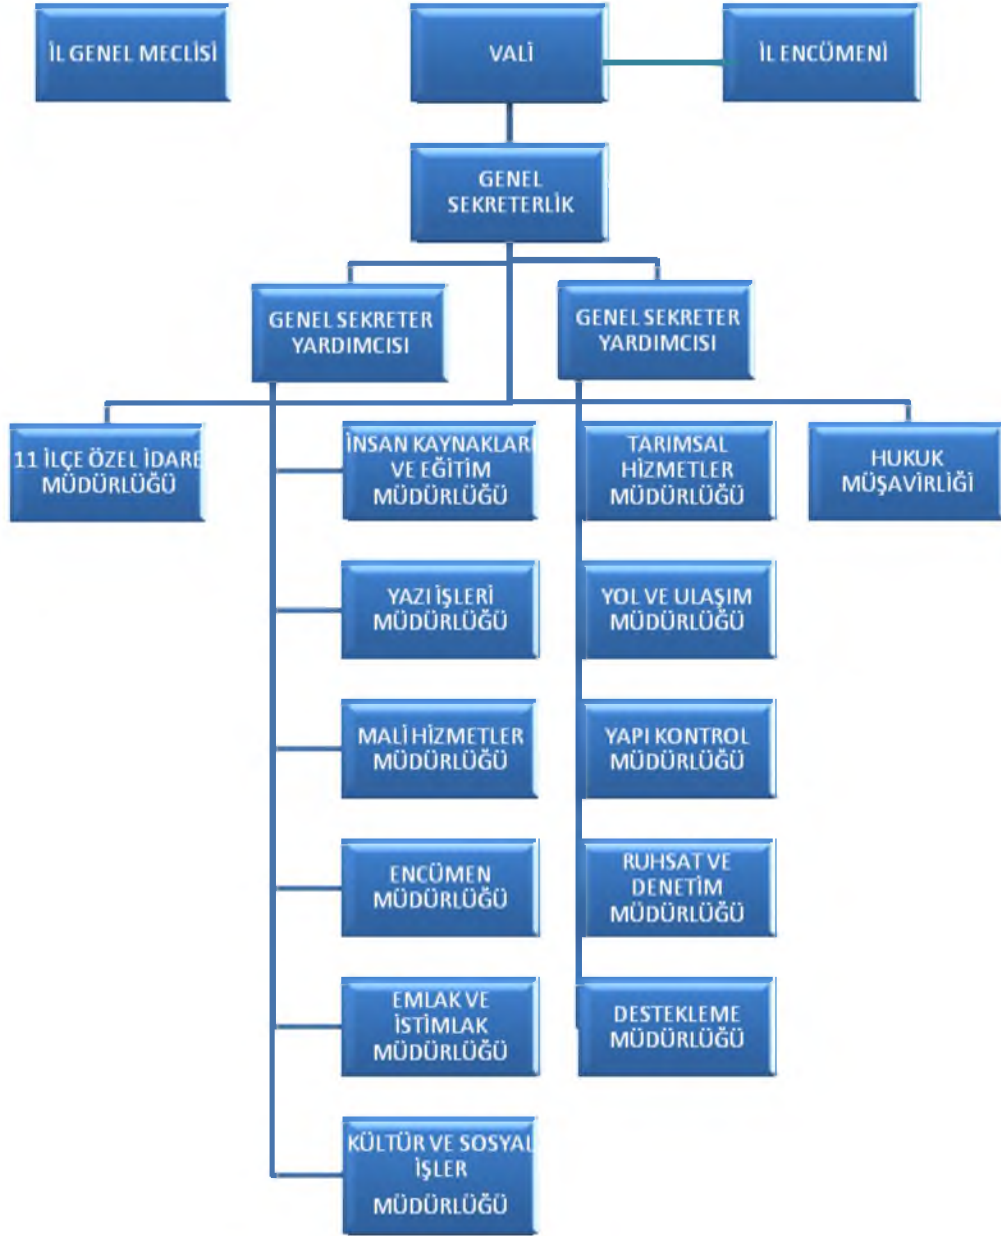 İL GENEL MECLİSİ
VALİ
İL ENCÜMENİ
GENEL
SEKRETERLİK
GENEL SEKRETER
YARDIMCISI
GENEL SEKRETER
YARDIMCISI
11 İLÇE ÖZEL İDARE
MÜDÜRLÜĞÜ
İNSAN KAYNAKLARI
VE EĞİTİM
MÜDÜRLÜĞÜ
TARIMSAL
HİZMETLER
MÜDÜRLÜĞÜ
HUKUK
MÜŞAVİRLİĞİ
YAZI İŞLERİ
MÜDÜRLÜĞÜ
YOL VE ULAŞIM
MÜDÜRLÜĞÜ
MALİ HİZMETLER
MÜDÜRLÜĞÜ
YAPI KONTROL
MÜDÜRLÜĞÜ
ENCÜMEN
MÜDÜRLÜĞÜ
RUHSAT VE
DENETİM
MÜDÜRLÜĞÜ
EMLAK VE
İSTİMLAK
MÜDÜRLÜĞÜ
DESTEKLEME
MÜDÜRLÜĞÜ
KÜLTÜR VE SOSYAL
İŞLER
MÜDÜRLÜĞÜ